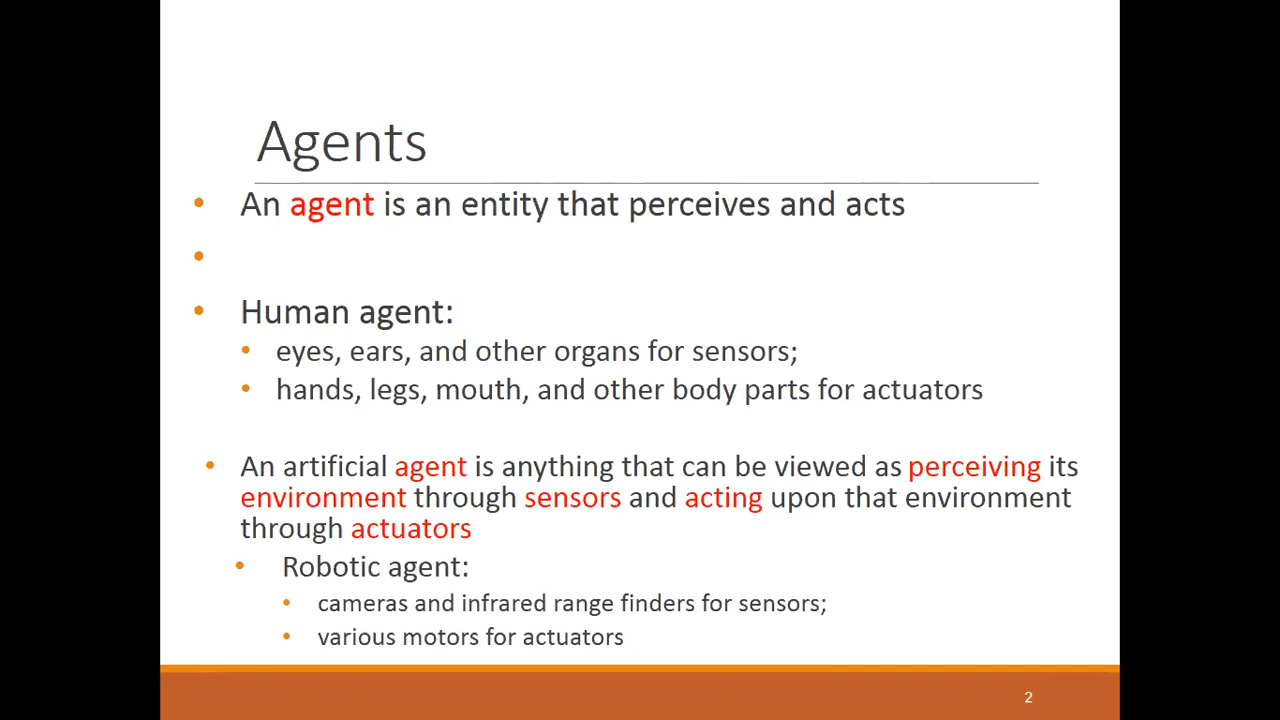 Agents
• An agent is an entity that perceives and acts
•
• Human agent:
• eyes, ears, and other organs for sensors;
• hands, legs, mouth, and other body parts for actuators
• An artificial agent is anything that can be viewed as perceiving its
environment through sensors and acting upon that environment
through actuators
• Robotic agent:
• cameras and infrared range finders for sensors;
• various motors for actuators
2